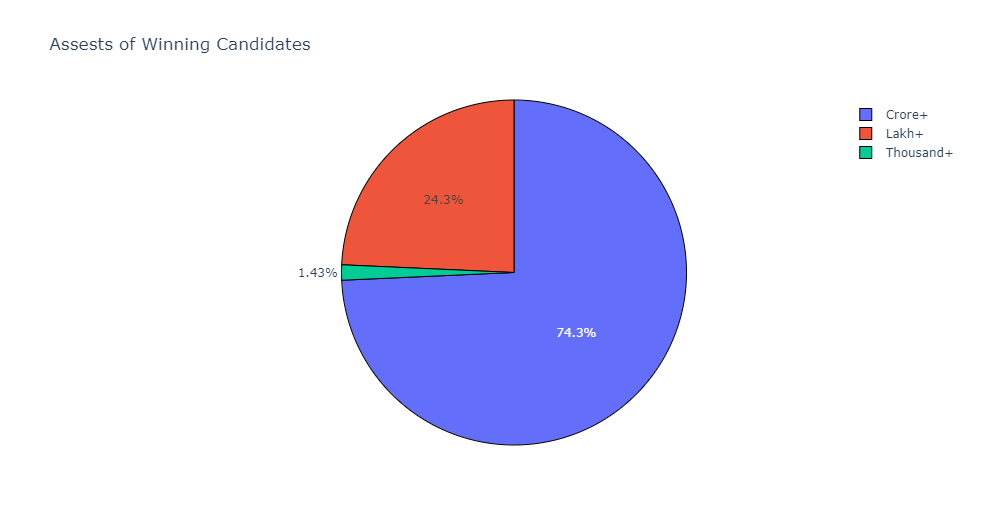 Assests of Winning Candidates
Crore+
Lakh+
Thousand+
24.3%
1.43%
74.3%